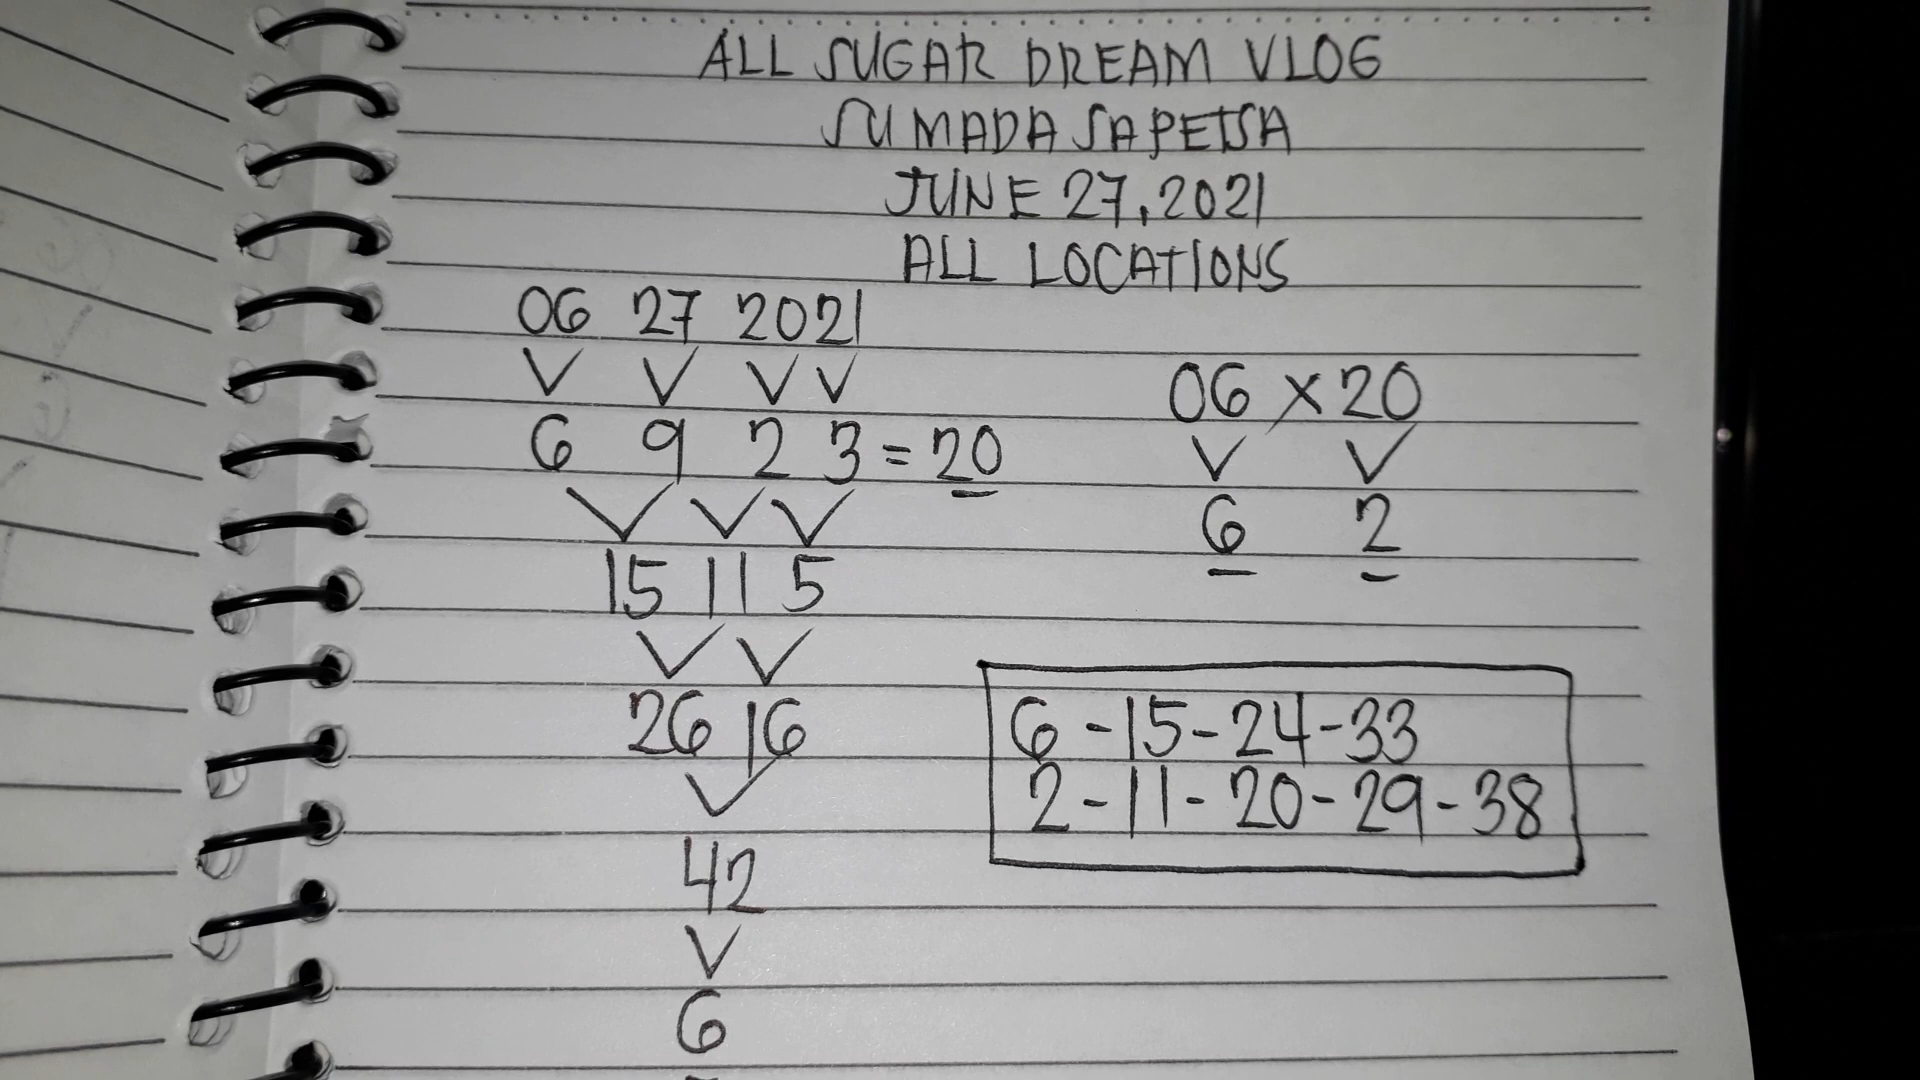 ALL SUGAR DREAM VLOG
SUMADA SA PETSA
JUNE 27, 2021
ALL LOCATIONS
06 27 2021
6 9 2 3 = 20
15 11 5
26 16
42
6
06 x 20
6 2
6 - 15 - 24 - 33
2 - 11 - 20 - 29 - 38